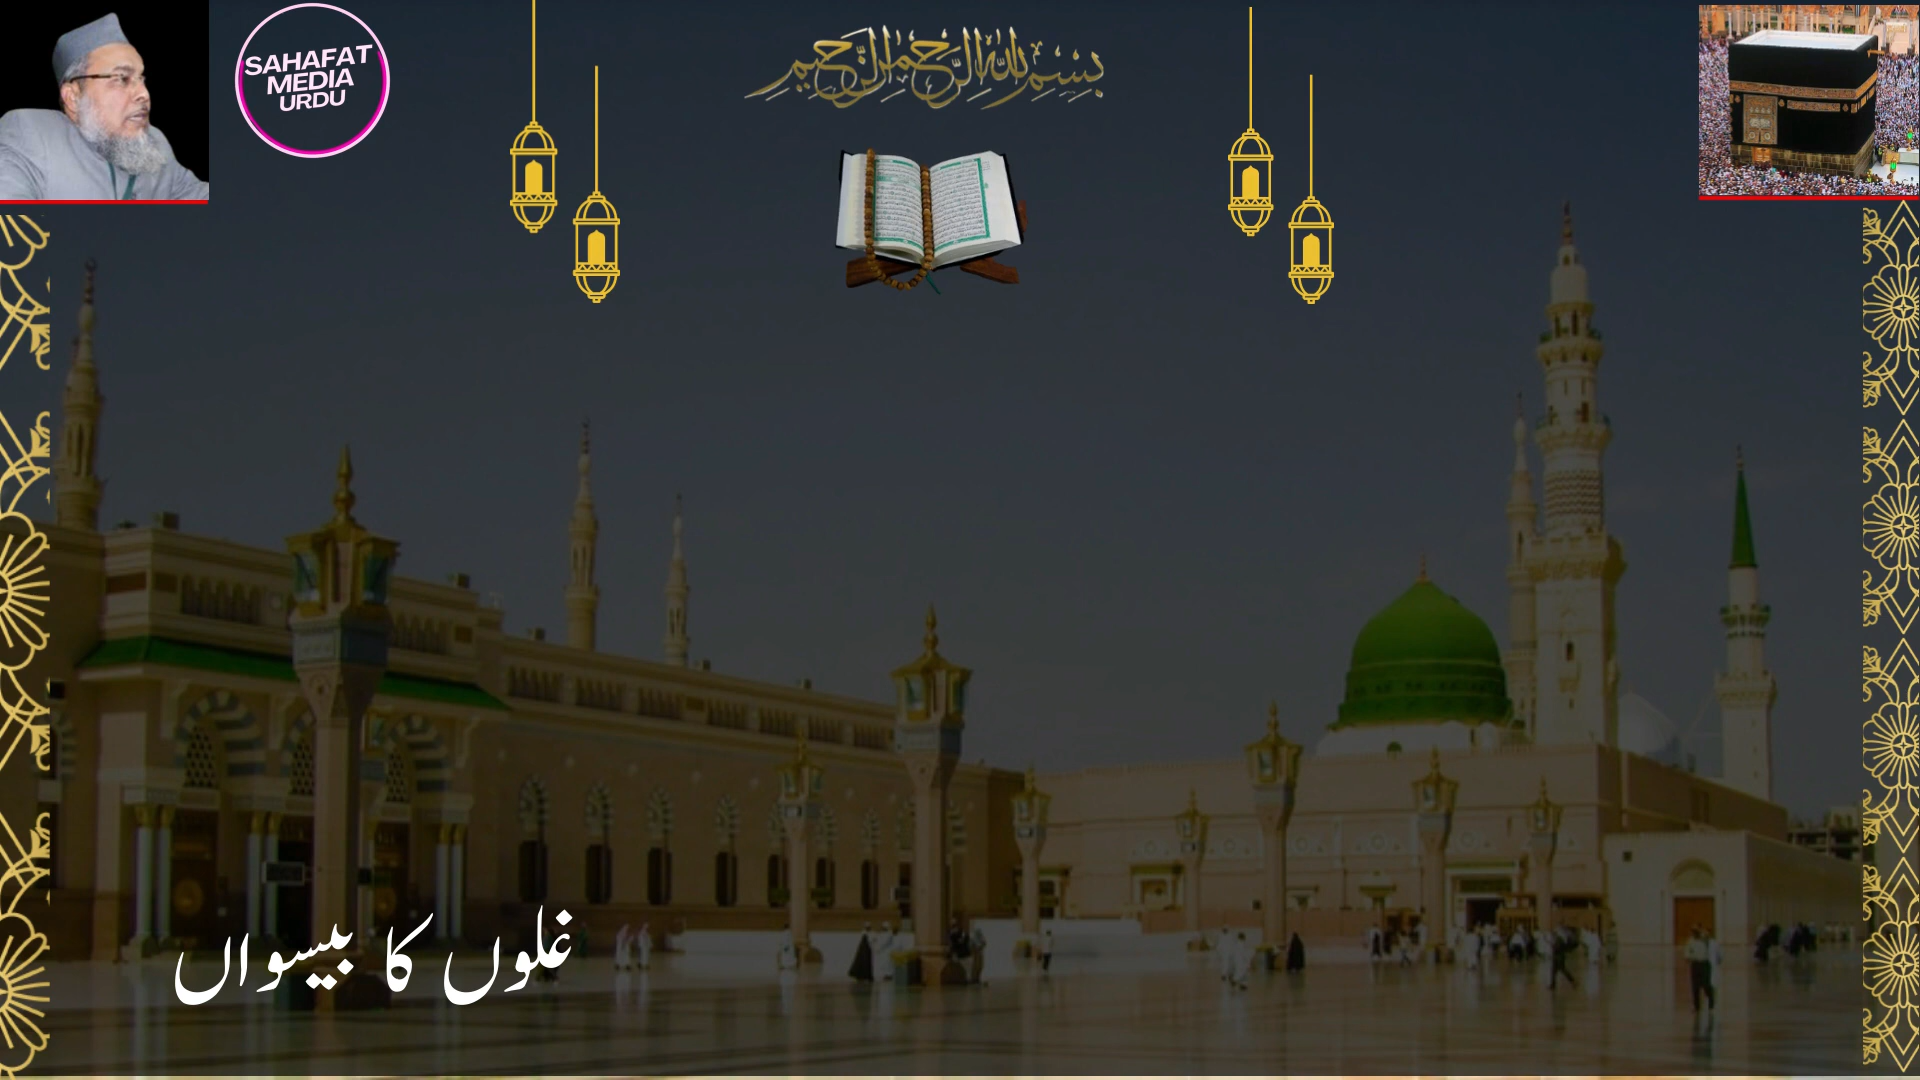 SAHAFAT
MEDIA
URDU
بسم الله الرحمن الرحيم
غلوں کا بیسواں